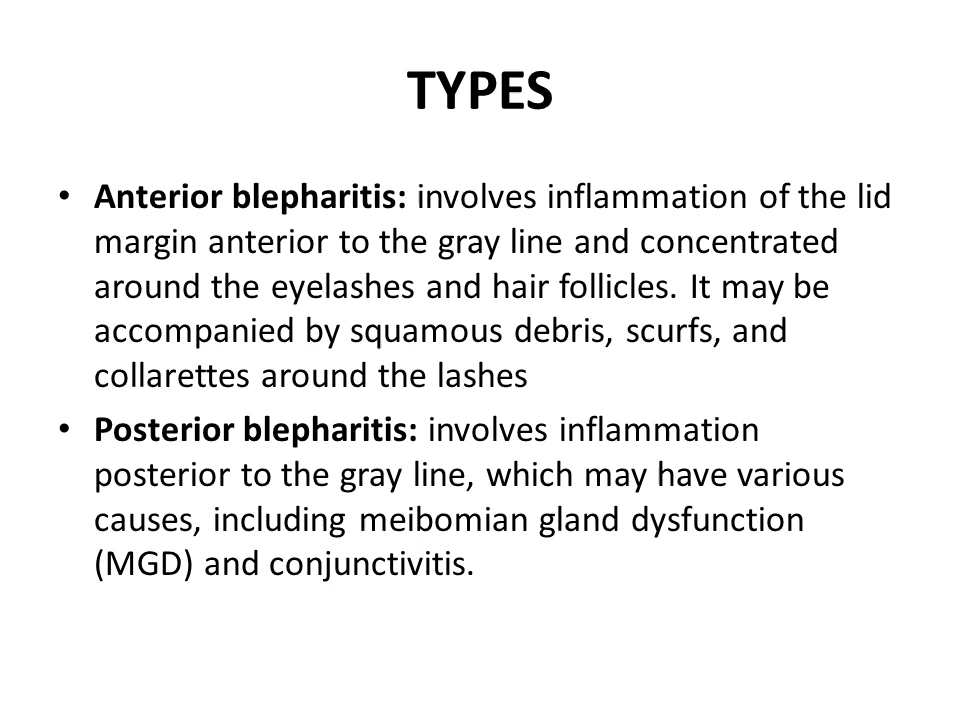 TYPES
• Anterior blepharitis: involves inflammation of the lid
margin anterior to the gray line and concentrated
around the eyelashes and hair follicles. It may be
accompanied by squamous debris, scurfs, and
collarettes around the lashes
• Posterior blepharitis: involves inflammation
posterior to the gray line, which may have various
causes, including meibomian gland dysfunction
(MGD) and conjunctivitis.